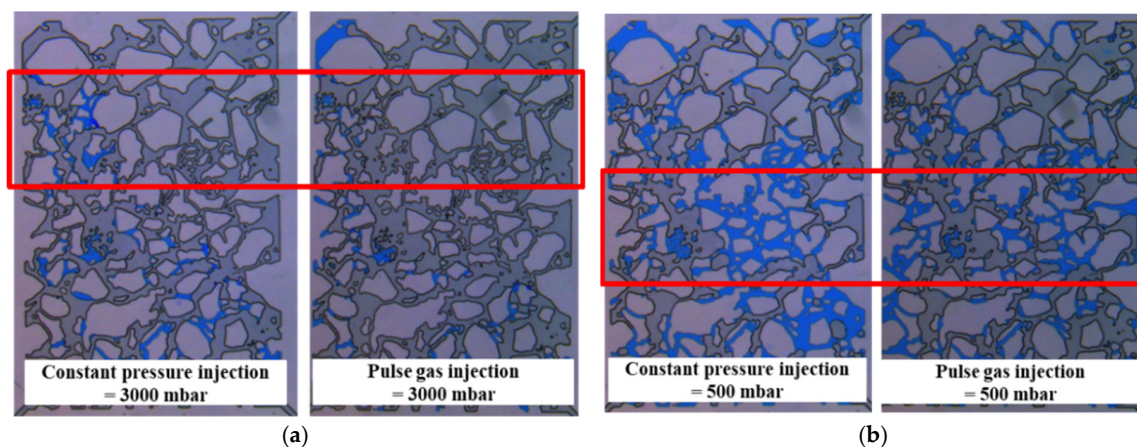 Constant pressure injection
= 3000 mbar
Pulse gas injection
= 3000 mbar
Constant pressure injection
= 500 mbar
Pulse gas injection
= 500 mbar
(a)
(b)